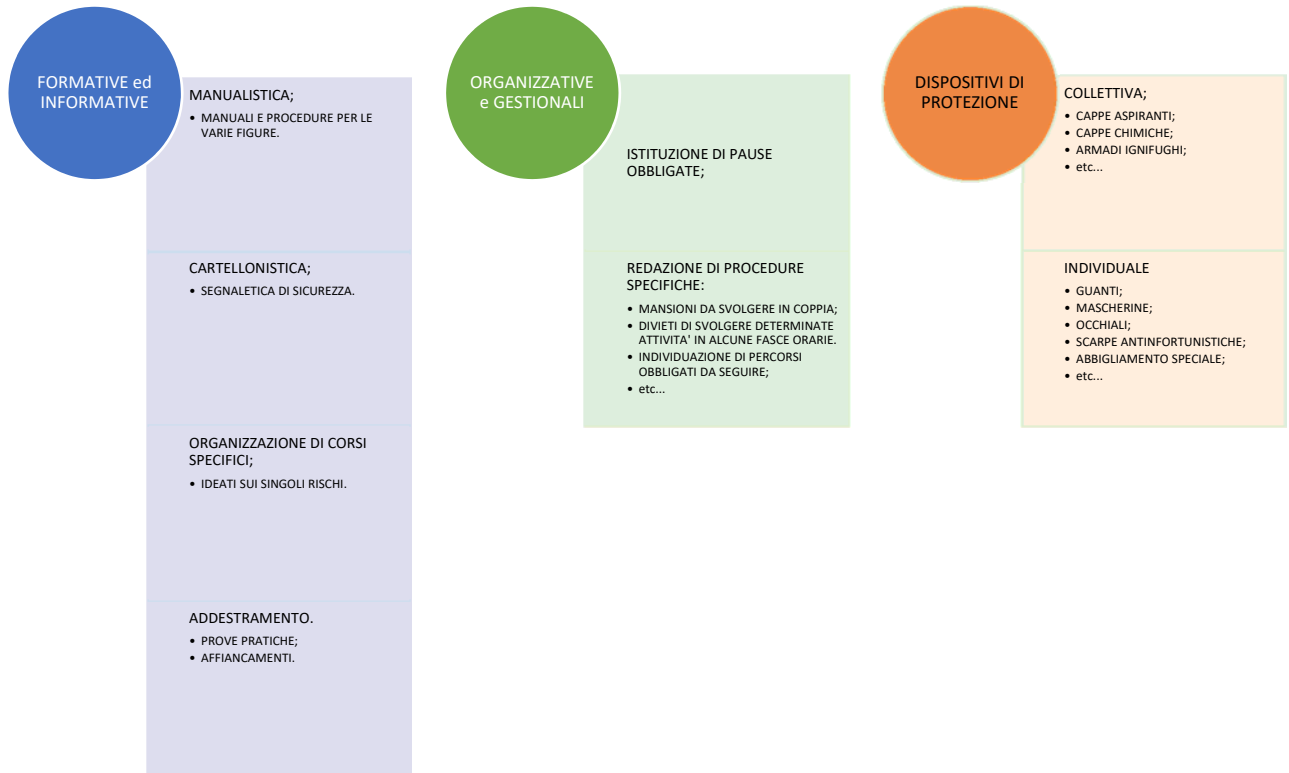 FORMATIVE ed
INFORMATIVE
MANUALISTICA;
• MANUALI E PROCEDURE PER LE
VARIE FIGURE.
CARTELLONISTICA;
• SEGNALETICA DI SICUREZZA.
ORGANIZZAZIONE DI CORSI
SPECIFICI;
• IDEATI SUI SINGOLI RISCHI.
ADDESTRAMENTO.
• PROVE PRATICHE;
• AFFIANCAMENTI.
ORGANIZZATIVE
e GESTIONALI
ISTITUZIONE DI PAUSE
OBBLIGATE;
REDAZIONE DI PROCEDURE
SPECIFICHE:
• MANSIONI DA SVOLGERE IN COPPIA;
• DIVIETI DI SVOLGERE DETERMINATE
ATTIVITA' IN ALCUNE FASCE ORARIE.
• INDIVIDUAZIONE DI PERCORSI
OBBLIGATI DA SEGUIRE;
• etc...
DISPOSITIVI DI
PROTEZIONE
COLLETTIVA;
• CAPPE ASPIRANTI;
• CAPPE CHIMICHE;
• ARMADI IGNIFUGHI;
• etc...
INDIVIDUALE
• GUANTI;
• MASCHERINE;
• OCCHIALI;
• SCARPE ANTINFORTUNISTICHE;
• ABBIGLIAMENTO SPECIALE;
• etc...